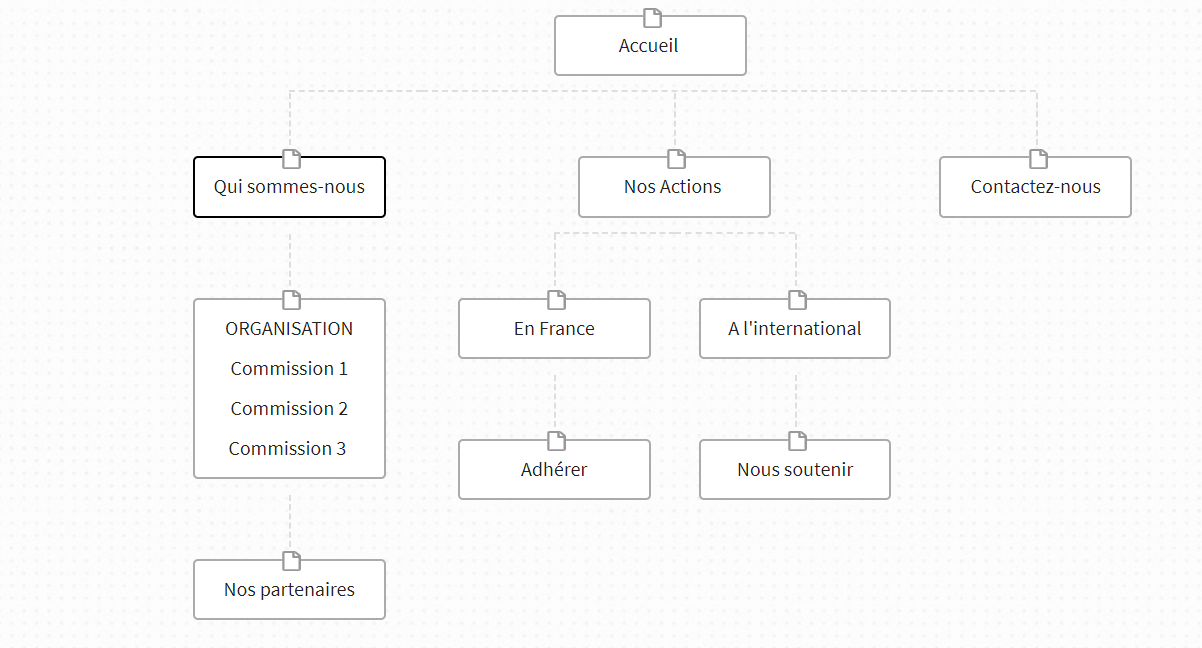 Accueil
Qui sommes-nous
Nos Actions
Contactez-nous
ORGANISATION
Commission 1
Commission 2
Commission 3
En France
A l'international
Adhérer
Nous soutenir
Nos partenaires